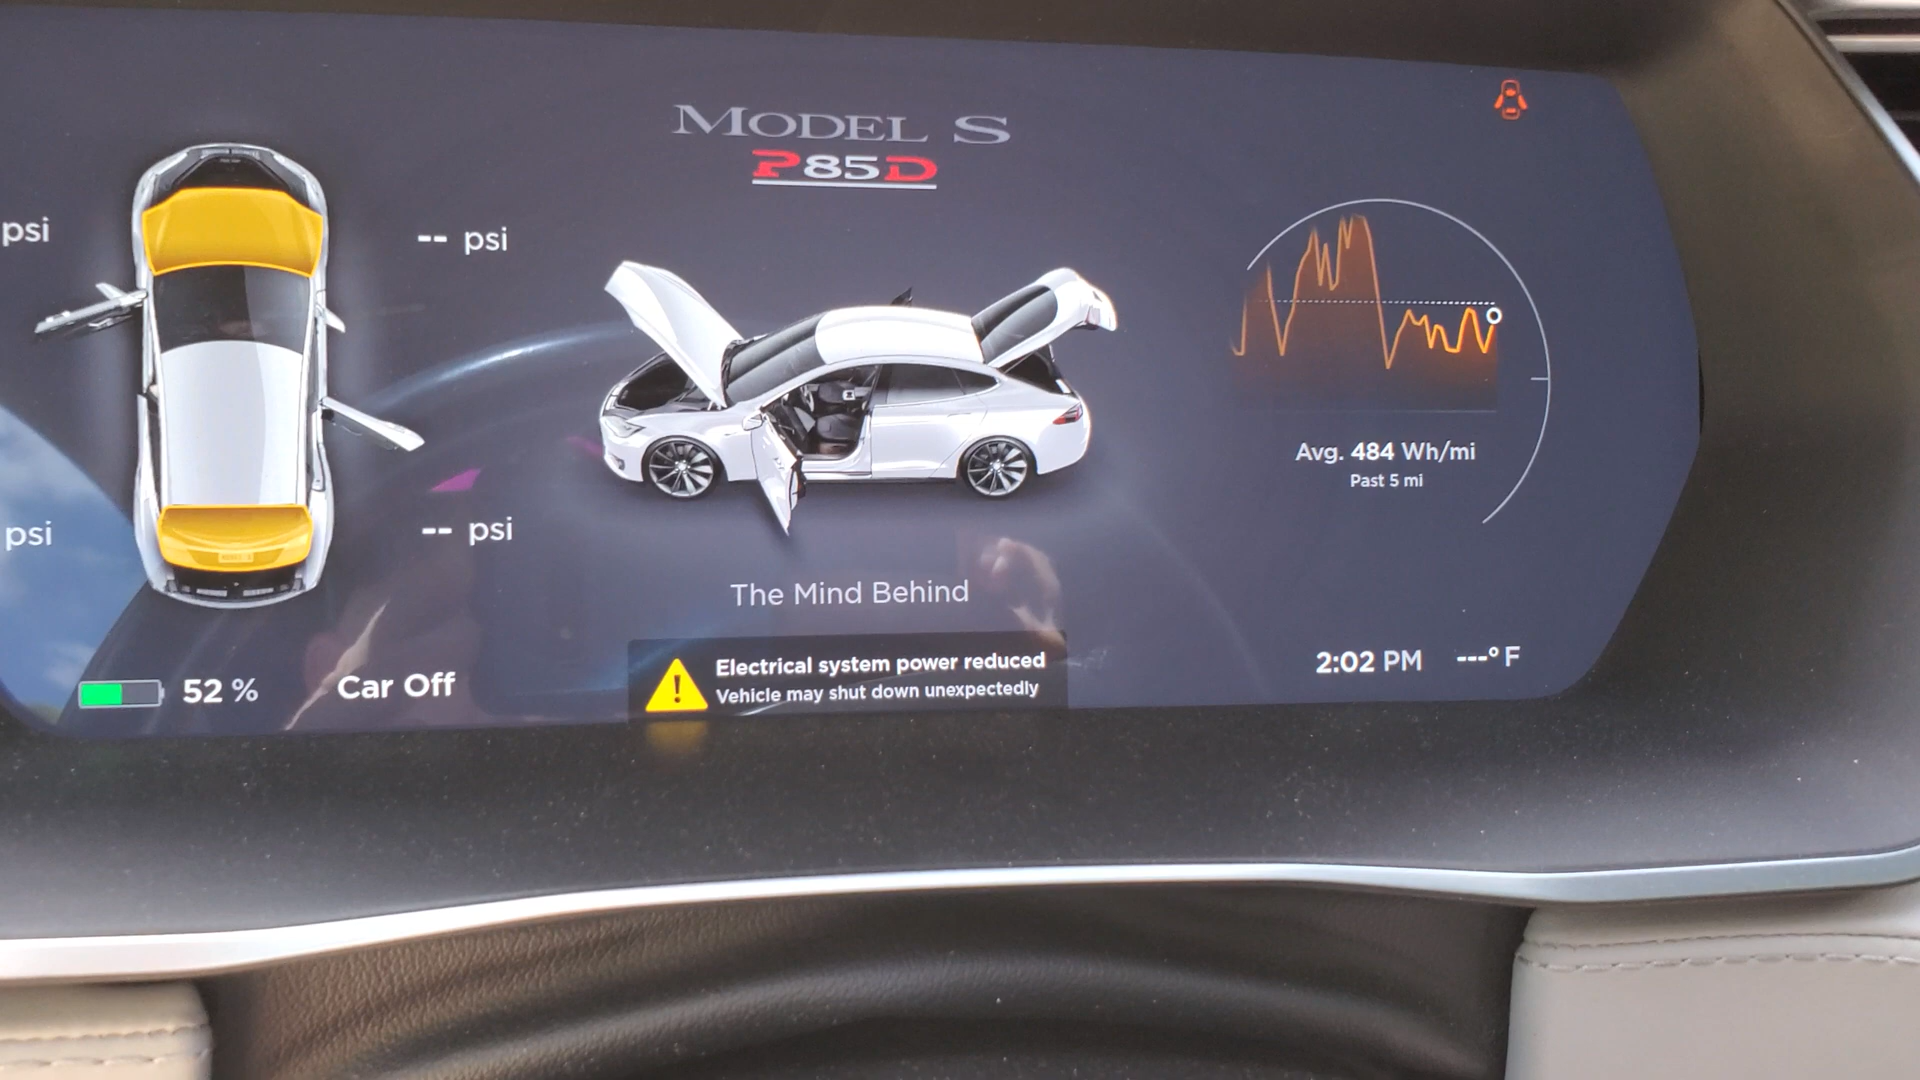 MODEL S
P85D
psi
-- psi
Avg. 484 Wh/mi
Past 5 mi
psi
-- psi
The Mind Behind
52 %
Car Off
Electrical system power reduced
Vehicle may shut down unexpectedly
2:02 PM
---° F